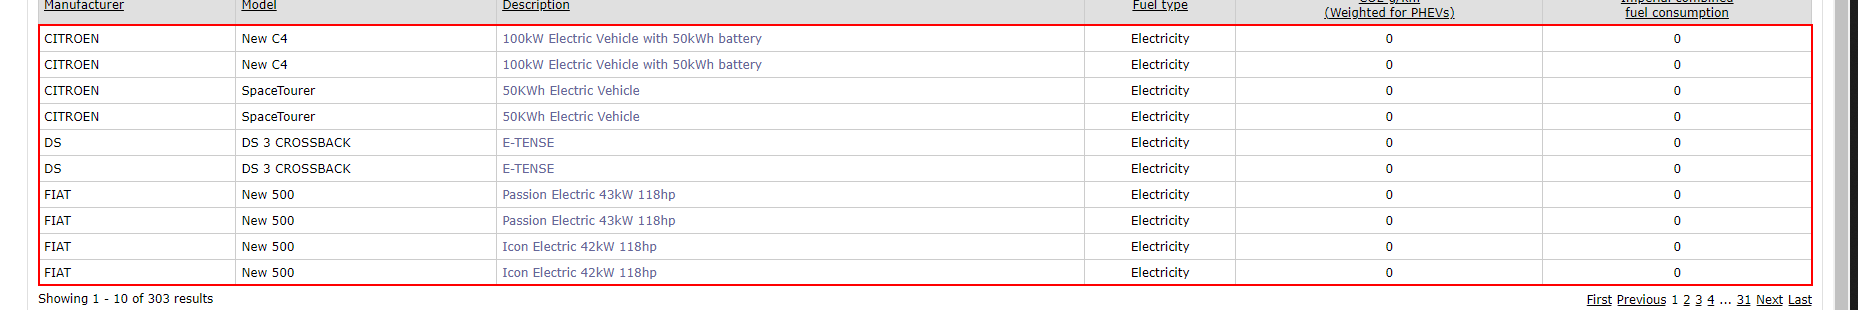 Manufacturer Model Description Fuel type CO2 g/km Imperial combined
(Weighted for PHEVs) fuel consumption
CITROEN New C4 100kW Electric Vehicle with 50kWh battery Electricity 0 0
CITROEN New C4 100kW Electric Vehicle with 50kWh battery Electricity 0 0
CITROEN SpaceTourer 50KWh Electric Vehicle Electricity 0 0
CITROEN SpaceTourer 50KWh Electric Vehicle Electricity 0 0
DS DS 3 CROSSBACK E-TENSE Electricity 0 0
DS DS 3 CROSSBACK E-TENSE Electricity 0 0
FIAT New 500 Passion Electric 43kW 118hp Electricity 0 0
FIAT New 500 Passion Electric 43kW 118hp Electricity 0 0
FIAT New 500 Icon Electric 42kW 118hp Electricity 0 0
FIAT New 500 Icon Electric 42kW 118hp Electricity 0 0
Showing 1 - 10 of 303 results First Previous 1 2 3 4 ... 31 Next Last